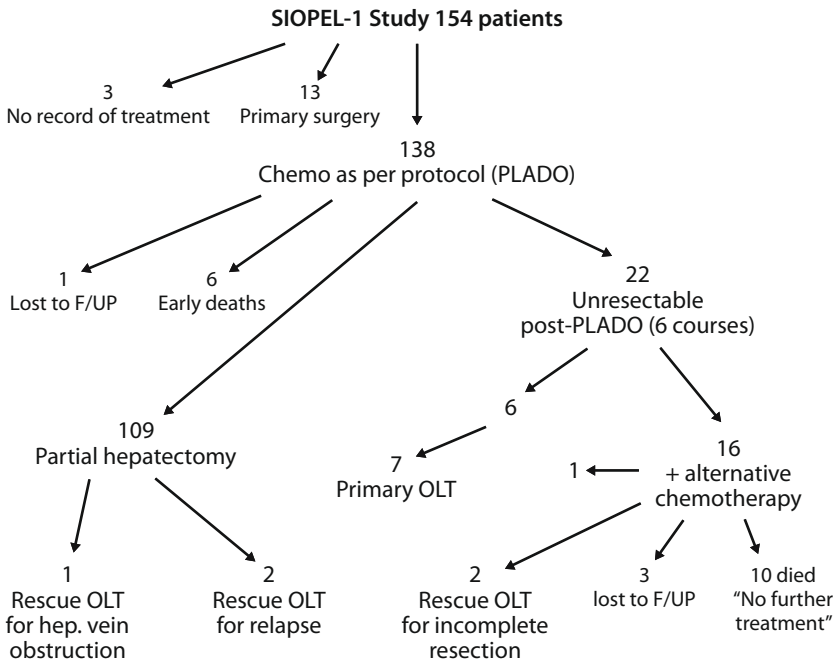 SIOPEL-1 Study 154 patients
3
No record of treatment
13
Primary surgery
138
Chemo as per protocol (PLADO)
1
Lost to F/UP
6
Early deaths
22
Unresectable
post-PLADO (6 courses)
109
Partial hepatectomy
6
7
Primary OLT
1
16
+ alternative
chemotherapy
1
Rescue OLT
for hep. vein
obstruction
2
Rescue OLT
for relapse
2
Rescue OLT
for incomplete
resection
3
lost to F/UP
10 died
“No further
treatment”